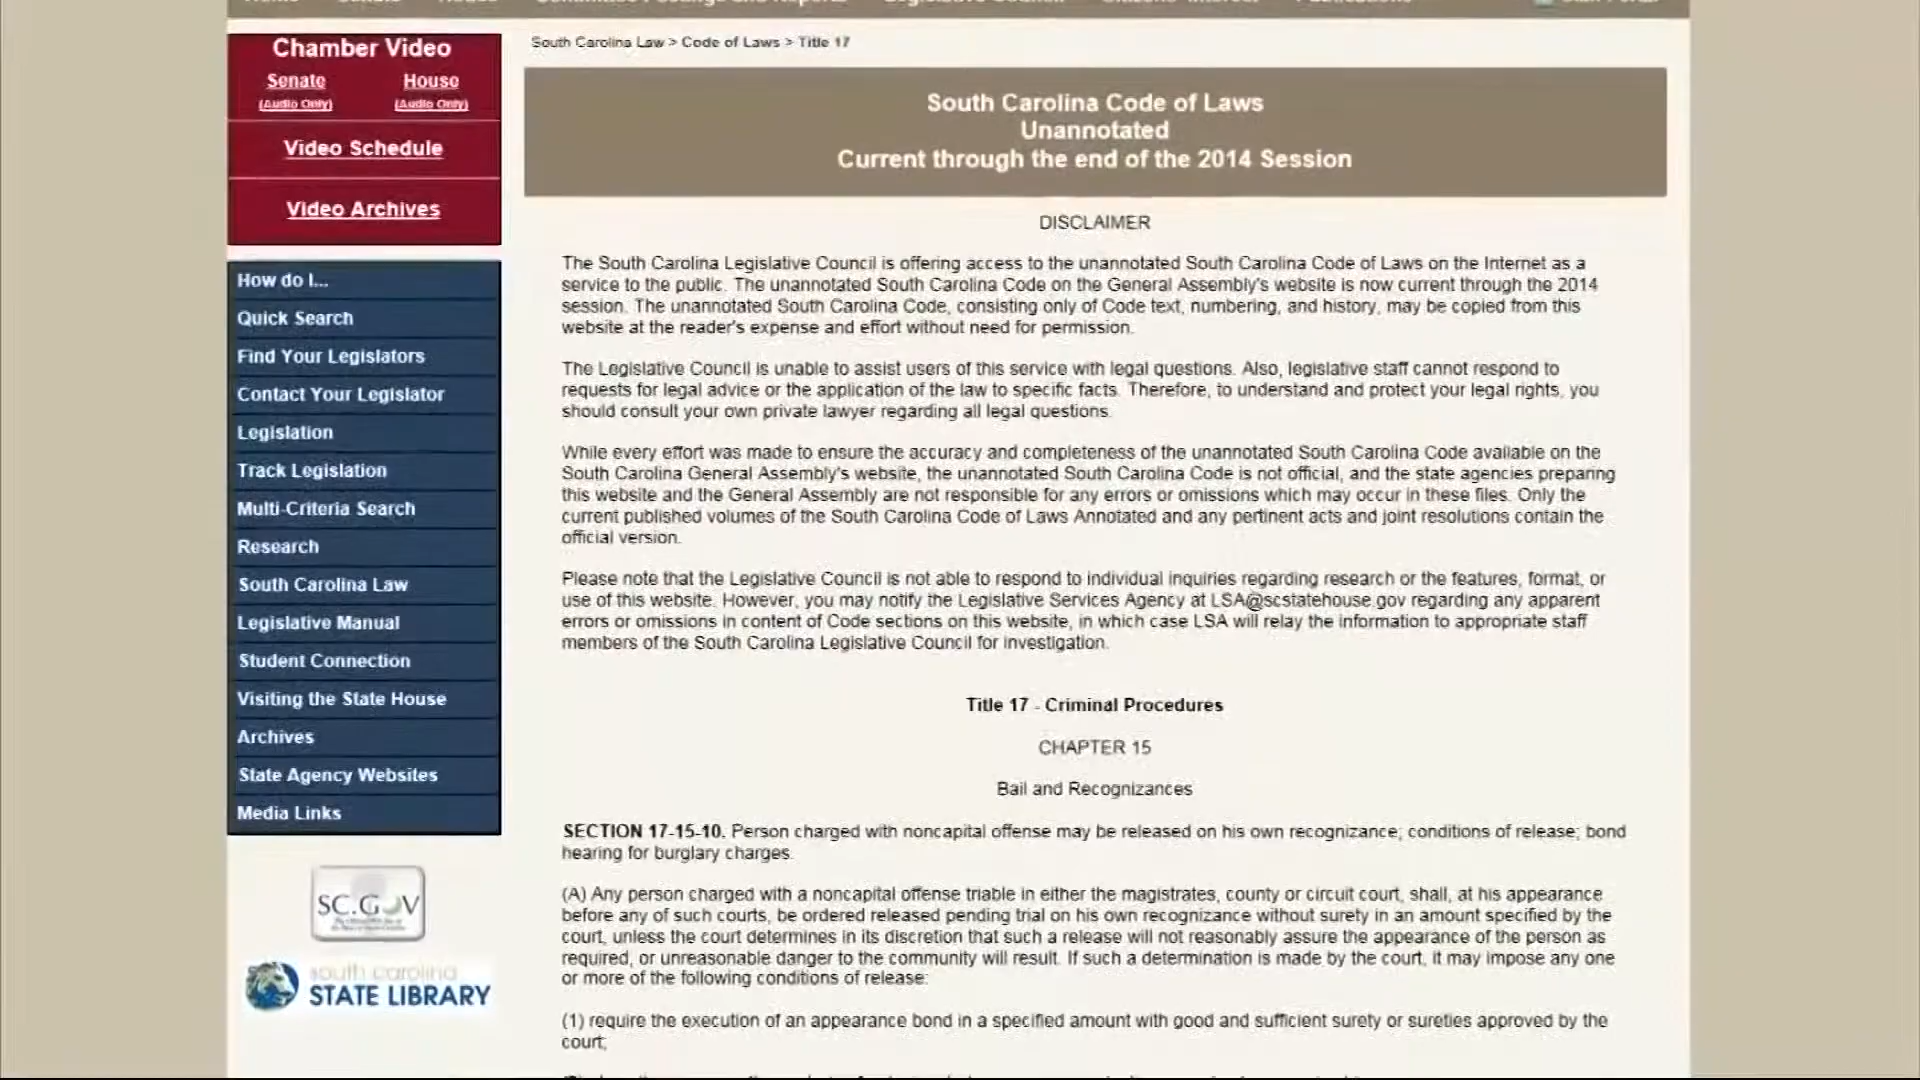 South Carolina Law > Code of Laws > Title 17
Chamber Video
Senate House
(Audio Only) (Audio Only)
Video Schedule
Video Archives
How do I...
Quick Search
Find Your Legislators
Contact Your Legislator
Legislation
Track Legislation
Multi-Criteria Search
Research
South Carolina Law
Legislative Manual
Student Connection
Visiting the State House
Archives
State Agency Websites
Media Links
SC.GOV
south carolina
STATE LIBRARY
South Carolina Code of Laws
Unannotated
Current through the end of the 2014 Session
DISCLAIMER
The South Carolina Legislative Council is offering access to the unannotated South Carolina Code of Laws on the Internet as a
service to the public. The unannotated South Carolina Code on the General Assembly's website is now current through the 2014
session. The unannotated South Carolina Code, consisting only of Code text, numbering, and history, may be copied from this
website at the reader's expense and effort without need for permission.
The Legislative Council is unable to assist users of this service with legal questions. Also, legislative staff cannot respond to
requests for legal advice or the application of the law to specific facts. Therefore, to understand and protect your legal rights, you
should consult your own private lawyer regarding all legal questions.
While every effort was made to ensure the accuracy and completeness of the unannotated South Carolina Code available on the
South Carolina General Assembly's website, the unannotated South Carolina Code is not official, and the state agencies preparing
this website and the General Assembly are not responsible for any errors or omissions which may occur in these files. Only the
current published volumes of the South Carolina Code of Laws Annotated and any pertinent acts and joint resolutions contain the
official version.
Please note that the Legislative Council is not able to respond to individual inquiries regarding research or the features, format, or
use of this website. However, you may notify the Legislative Services Agency at LSA@scstatehouse.gov regarding any apparent
errors or omissions in content of Code sections on this website, in which case LSA will relay the information to appropriate staff
members of the South Carolina Legislative Council for investigation.
Title 17 - Criminal Procedures
CHAPTER 15
Bail and Recognizances
SECTION 17-15-10. Person charged with noncapital offense may be released on his own recognizance; conditions of release; bond
hearing for burglary charges.
(A) Any person charged with a noncapital offense triable in either the magistrates, county or circuit court, shall, at his appearance
before any of such courts, be ordered released pending trial on his own recognizance without surety in an amount specified by the
court, unless the court determines in its discretion that such a release will not reasonably assure the appearance of the person as
required, or unreasonable danger to the community will result. If such a determination is made by the court, it may impose any one
or more of the following conditions of release:
(1) require the execution of an appearance bond in a specified amount with good and sufficient surety or sureties approved by the
court;